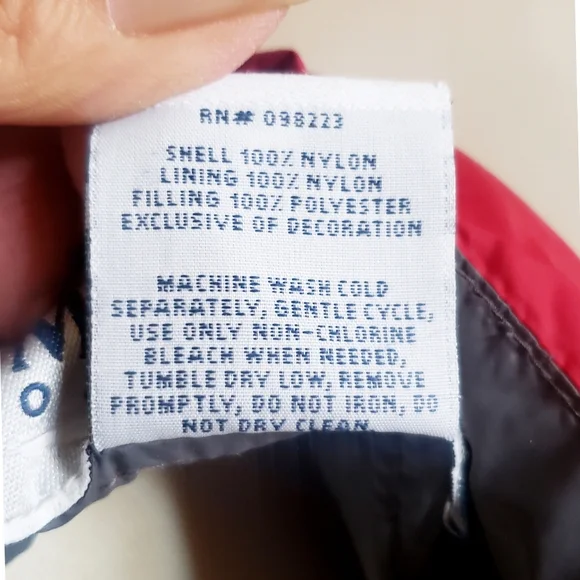 RN# 098223
SHELL 100% NYLON
LINING 100% NYLON
FILLING 100% POLYESTER
EXCLUSIVE OF DECORATION
MACHINE WASH COLD
SEPARATELY, GENTLE CYCLE,
USE ONLY NON-CHLORINE
BLEACH WHEN NEEDED,
TUMBLE DRY LOW, REMOVE
PROMPTLY, DO NOT IRON, DO
NOT DRY CLEAN